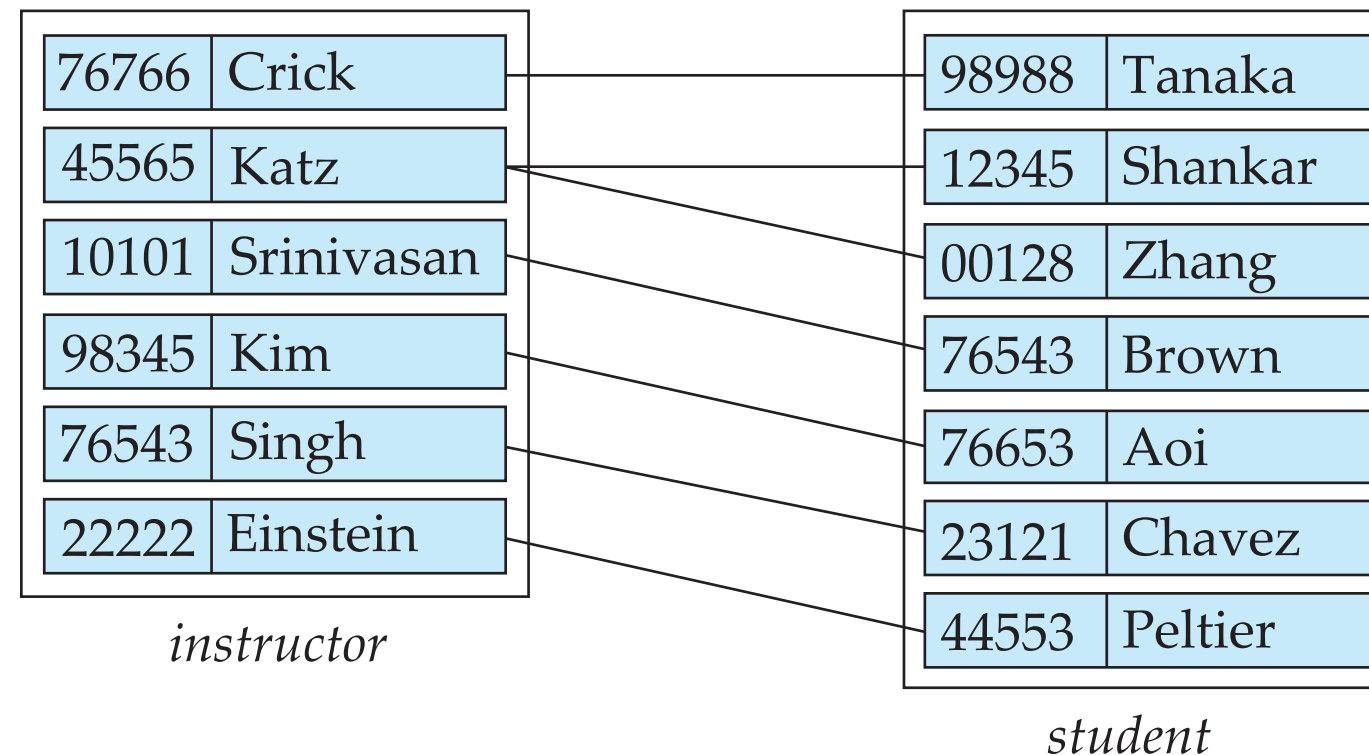 76766 Crick
45565 Katz
10101 Srinivasan
98345 Kim
76543 Singh
22222 Einstein
instructor
98988 Tanaka
12345 Shankar
00128 Zhang
76543 Brown
76653 Aoi
23121 Chavez
44553 Peltier
student